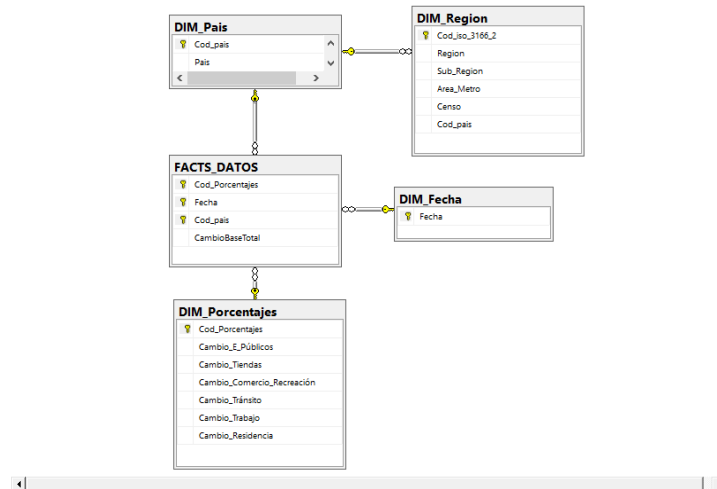 DIM_Pais
Cod_pais
Pais
DIM_Region
Cod_iso_3166_2
Region
Sub_Region
Area_Metro
Censo
Cod_pais
FACTS_DATOS
Cod_Porcentajes
Fecha
Cod_pais
CambioBaseTotal
DIM_Fecha
Fecha
DIM_Porcentajes
Cod_Porcentajes
Cambio_E_Públicos
Cambio_Tiendas
Cambio_Comercio_Recreación
Cambio_Tránsito
Cambio_Trabajo
Cambio_Residencia